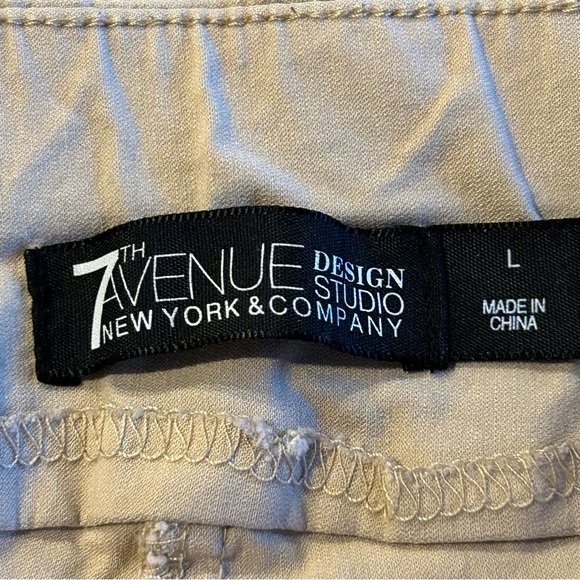 7TH AVENUE DESIGN STUDIO
NEW YORK & COMPANY
L
MADE IN
CHINA